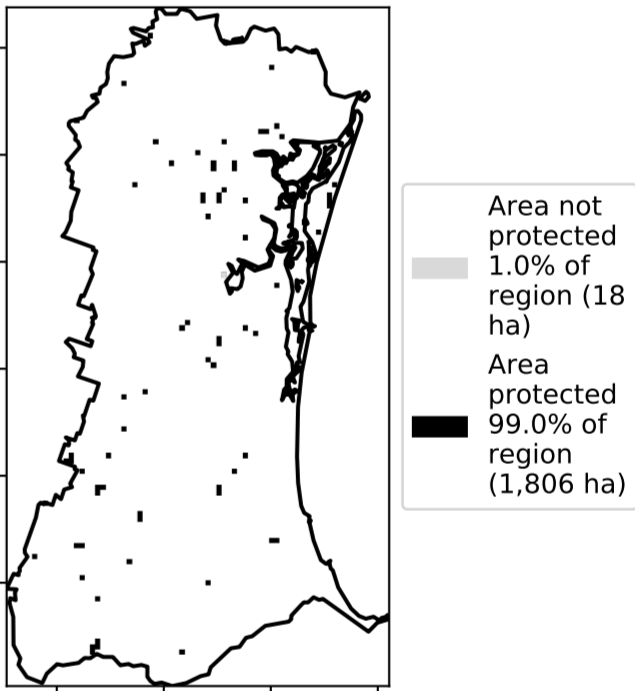 Area not
protected
1.0% of
region (18
ha)
Area
protected
99.0% of
region
(1,806 ha)